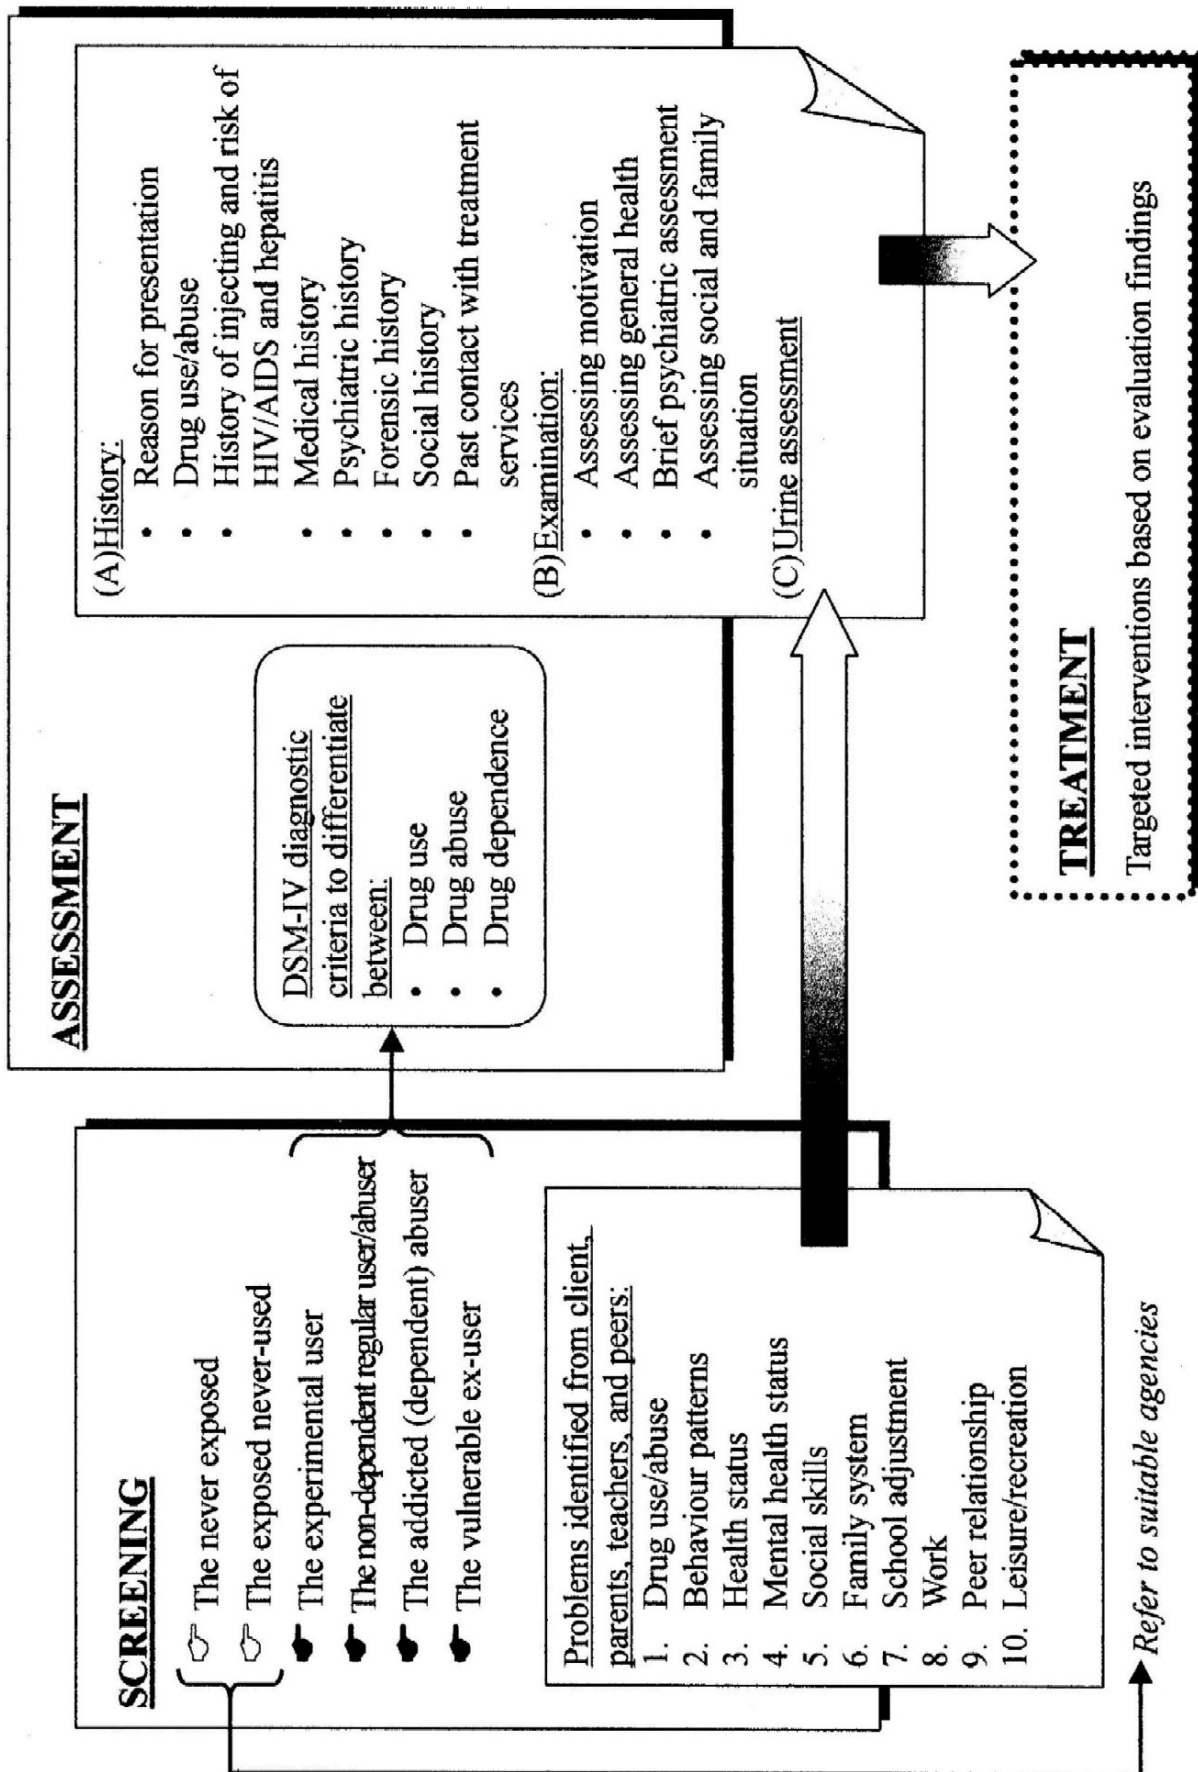 SCREENING
The never exposed
The exposed never-used
The experimental user
The non-dependent regular user/abuser
The addicted (dependent) abuser
The vulnerable ex-user
Problems identified from client,
parents, teachers, and peers:
1. Drug use/abuse
2. Behaviour patterns
3. Health status
4. Mental health status
5. Social skills
6. Family system
7. School adjustment
8. Work
9. Peer relationship
10. Leisure/recreation
Refer to suitable agencies
ASSESSMENT
DSM-IV diagnostic
criteria to differentiate
between:
• Drug use
• Drug abuse
• Drug dependence
(A)History:
• Reason for presentation
• Drug use/abuse
• History of injecting and risk of
HIV/AIDS and hepatitis
• Medical history
• Psychiatric history
• Forensic history
• Social history
• Past contact with treatment
services
(B)Examination:
• Assessing motivation
• Assessing general health
• Brief psychiatric assessment
• Assessing social and family
situation
(C)Urine assessment
TREATMENT
Targeted interventions based on evaluation findings